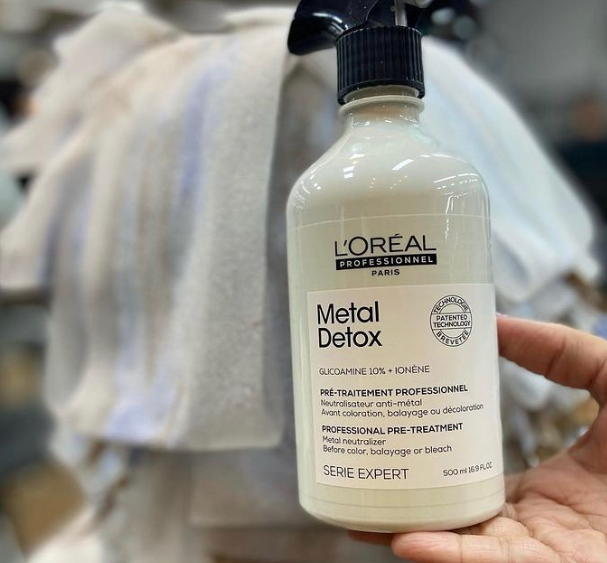 L'ORÉAL
PROFESSIONNEL
PARIS
Metal
Detox
TECHNOLOGIE
PATENTED
TECHNOLOGY
BREVETÉE
GLICOAMINE 10% + IONÈNE
PRÉ-TRAITEMENT PROFESSIONNEL
Neutralisateur anti-métal
Avant coloration, balayage ou décoloration
PROFESSIONAL PRE-TREATMENT
Metal neutralizer
Before color, balayage or bleach
SERIE EXPERT
500 ml 16.9 FL.OZ